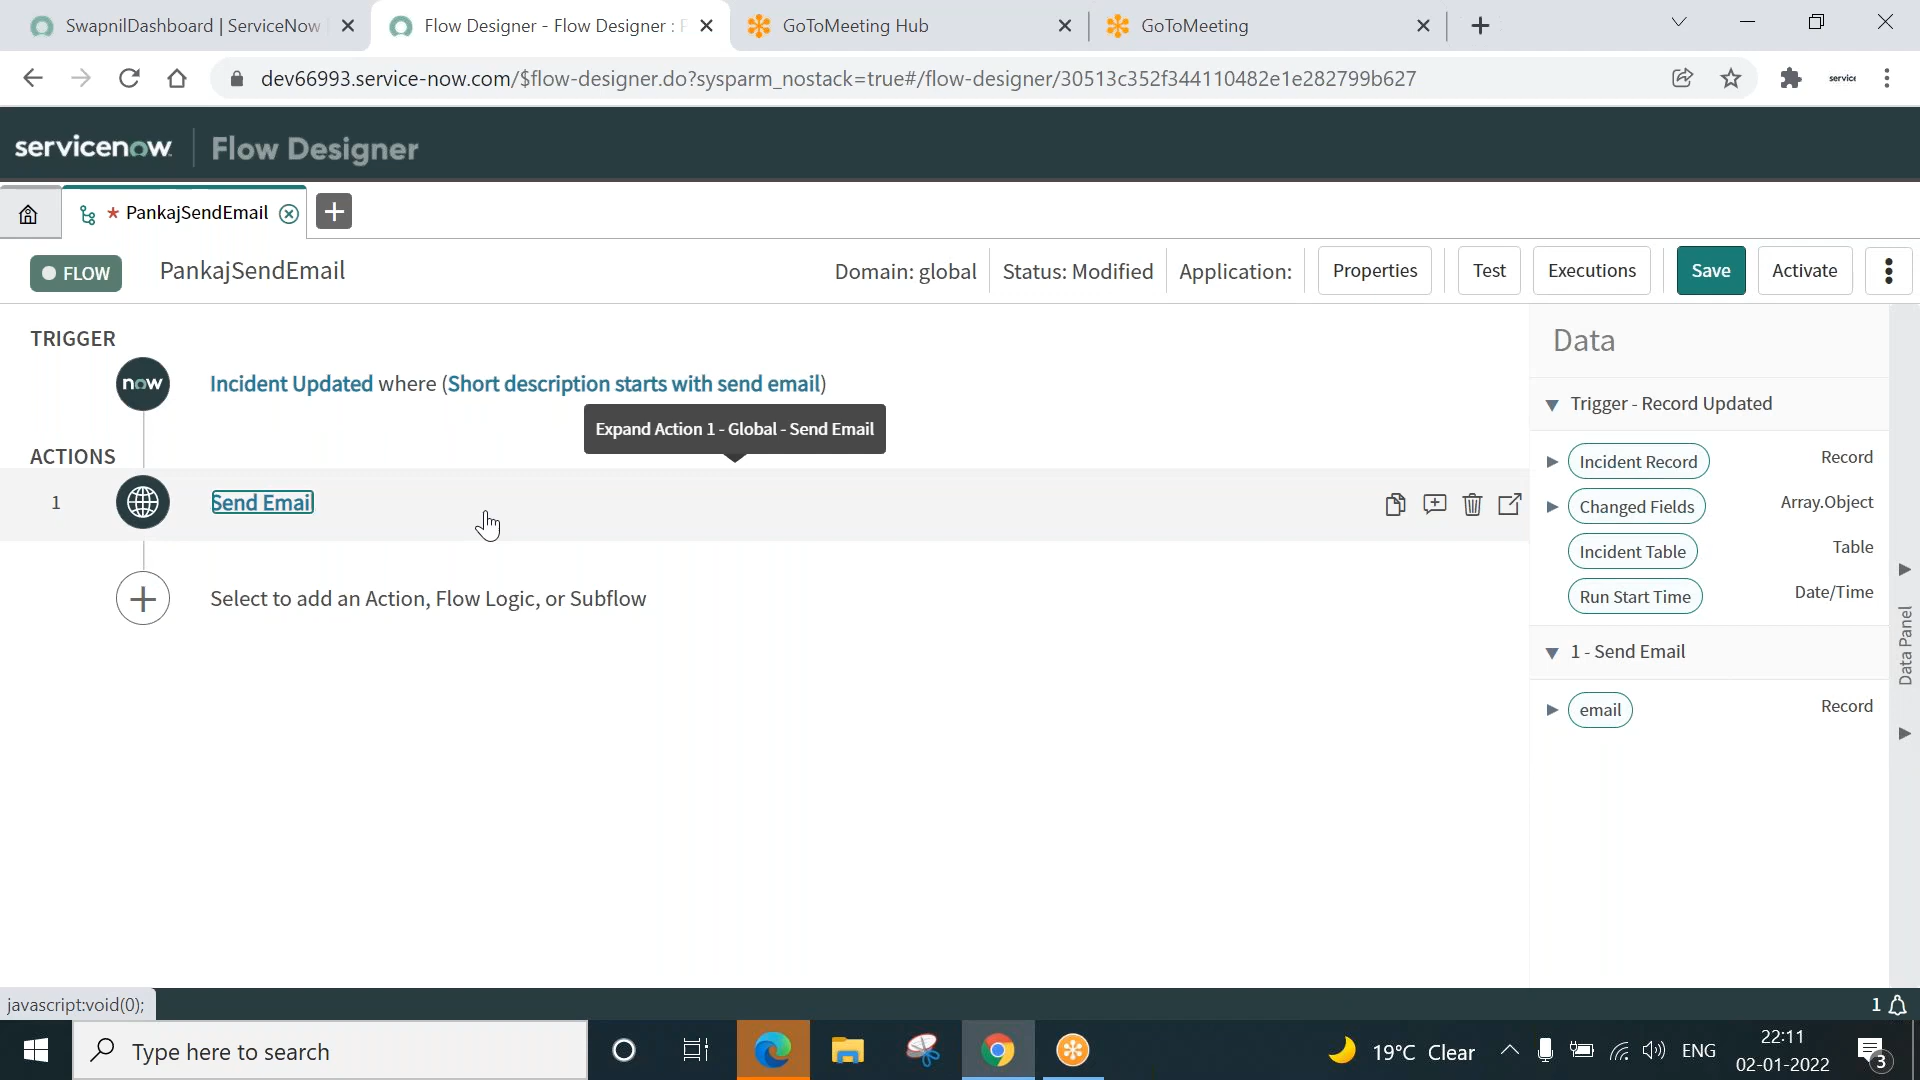 SwapnilDashboard | ServiceNow
Flow Designer - Flow Designer : P
GoToMeeting Hub
GoToMeeting
dev66993.service-now.com/$flow-designer.do?sysparm_nostack=true#/flow-designer/30513c352f344110482e1e282799b627
servicenow Flow Designer
* PankajSendEmail
FLOW PankajSendEmail Domain: global Status: Modified Application: Properties Test Executions Save Activate
TRIGGER
now Incident Updated where (Short description starts with send email)
Expand Action 1 - Global - Send Email
ACTIONS
1 Send Email
Select to add an Action, Flow Logic, or Subflow
Data
Trigger - Record Updated
Incident Record Record
Changed Fields Array.Object
Incident Table Table
Run Start Time Date/Time
1 - Send Email
email Record
Data Panel
javascript:void(0);
1
Type here to search
19°C Clear
ENG
22:11
02-01-2022
3